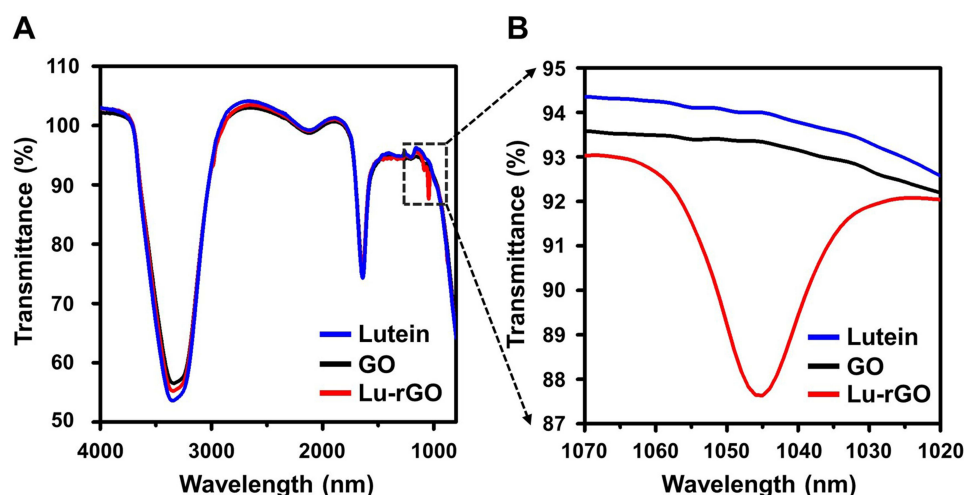 A
110
100
90
80
70
60
50
Transmittance (%)
4000 3000 2000 1000
Wavelength (nm)
Lutein
GO
Lu-rGO
B
95
94
93
92
91
90
89
88
87
Transmittance (%)
1070 1060 1050 1040 1030 1020
Wavelength (nm)
Lutein
GO
Lu-rGO